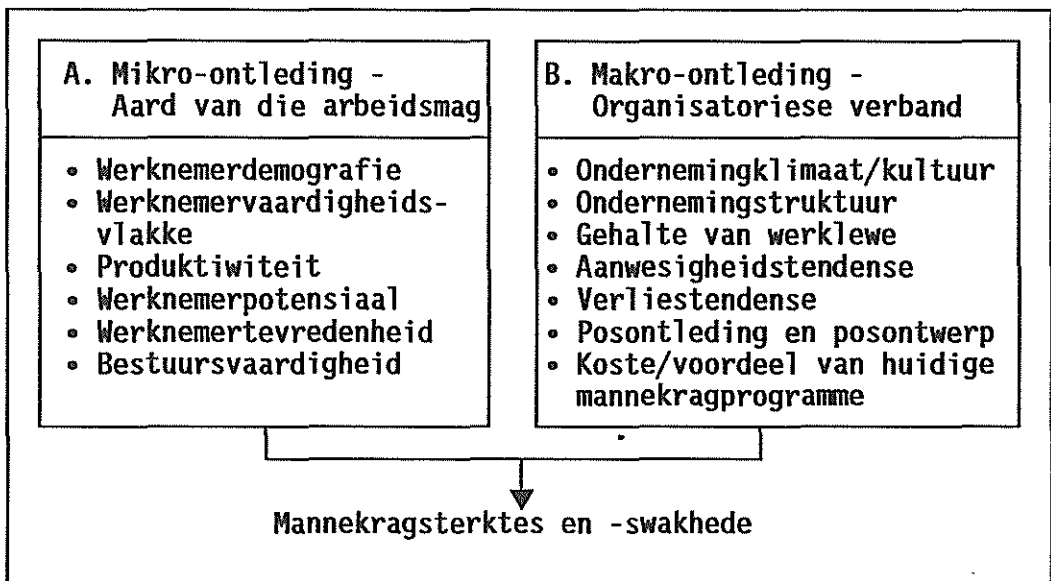 A. Mikro-ontleding -
Aard van die arbeidsmag
• Werknemerdemografie
• Werknemervaardigheids-
vlakke
• Produktiwiteit
• Werknemerpotensiaal
• Werknemertevredenheid
• Bestuursvaardigheid
B. Makro-ontleding -
Organisatoriese verband
• Ondernemingklimaat/kultuur
• Ondernemingstruktuur
• Gehalte van werklewe
• Aanwesigheidstendense
• Verliestendense
• Posontleding en posontwerp
• Koste/voordeel van huidige
mannekragprogramme
Mannekragsterktes en -swakhede